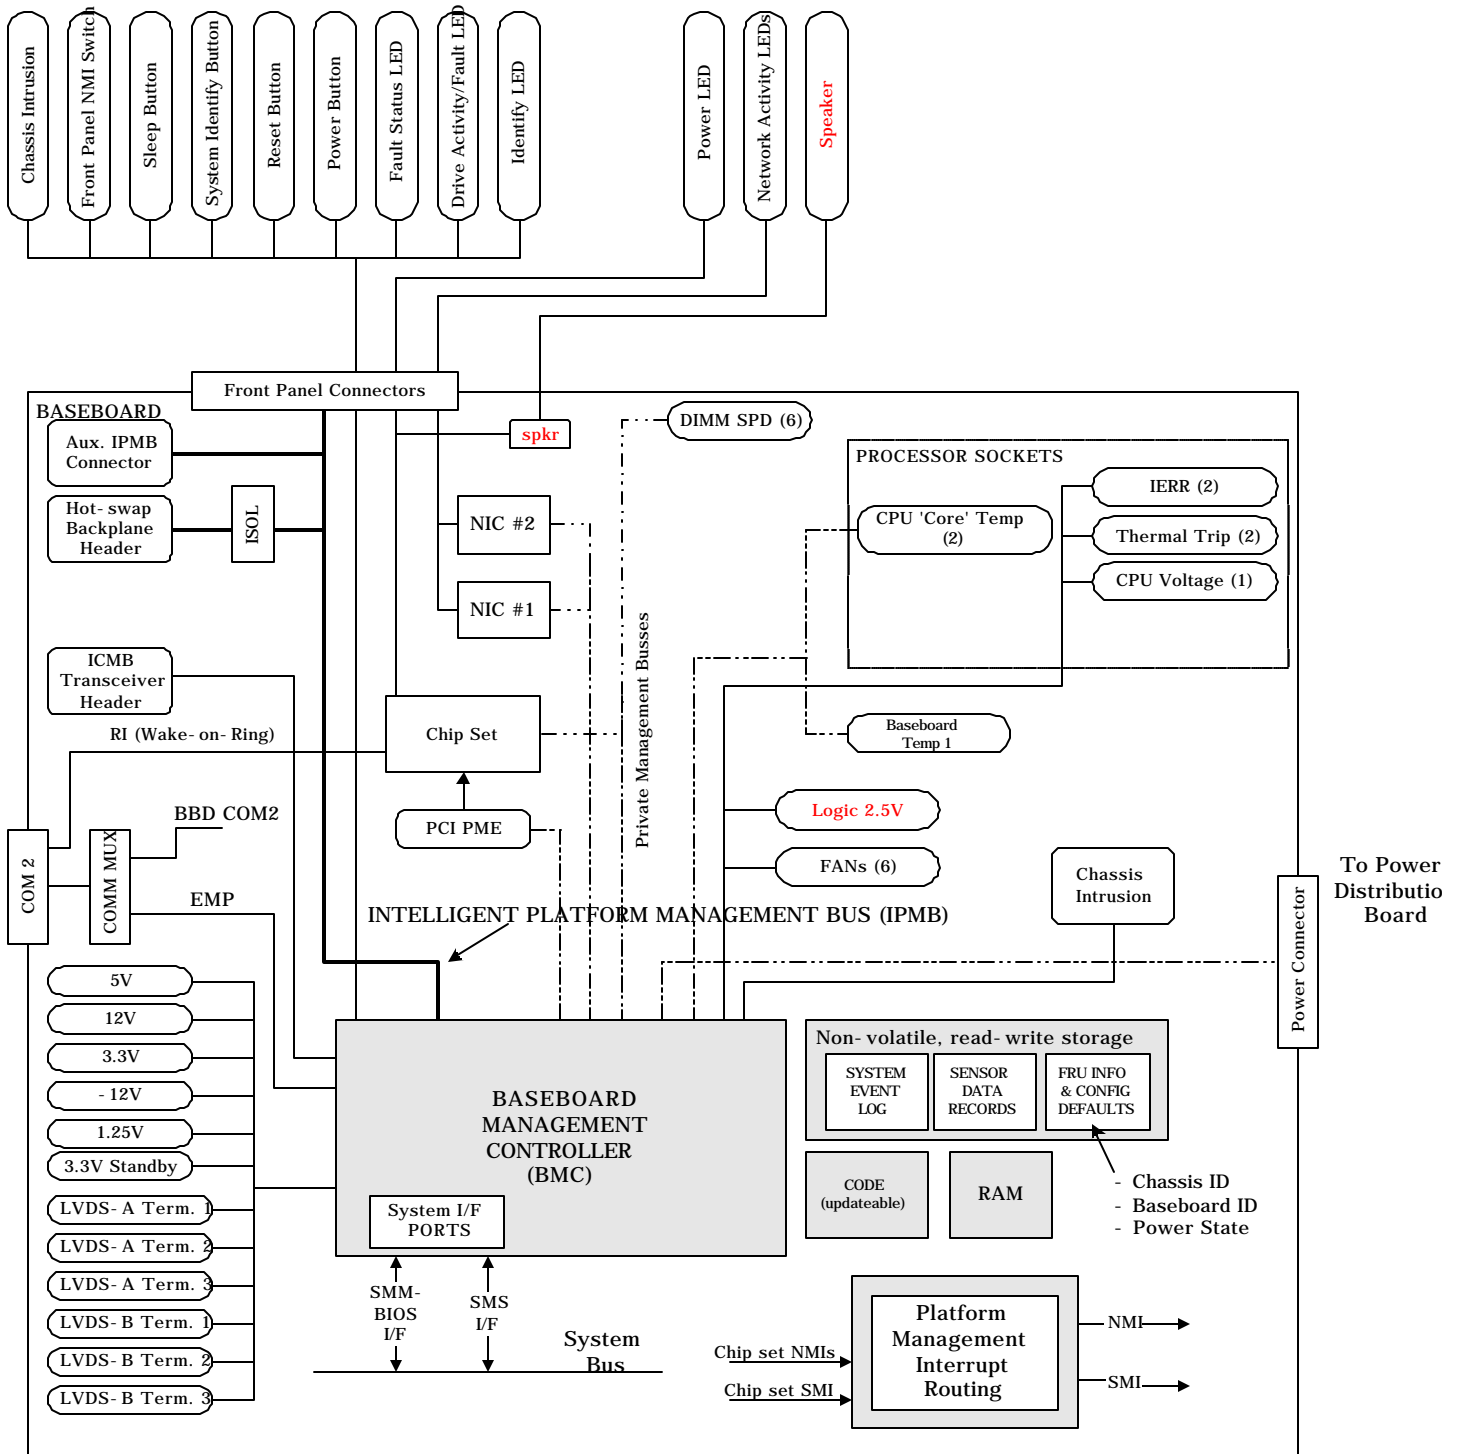 Chassis Intrusion
Front Panel NMI Switch
Sleep Button
System Identify Button
Reset Button
Power Button
Fault Status LED
Drive Activity/Fault LED
Identify LED
Power LED
Network Activity LEDs
Speaker
Front Panel Connectors
BASEBOARD
Aux. IPMB
Connector
spkr
DIMM SPD (6)
PROCESSOR SOCKETS
IERR (2)
Hot- swap
Backplane
Header
ISOL
NIC #2
CPU 'Core' Temp
(2)
Thermal Trip (2)
CPU Voltage (1)
NIC #1
Private Management Busses
ICMB
Transceiver
Header
RI (Wake- on- Ring)
Chip Set
Baseboard
Temp 1
BBD COM2
PCI PME
Logic 2.5V
FANs (6)
Chassis
Intrusion
To Power
Distributio
Board
COM 2
COMM MUX
EMP
INTELLIGENT PLATFORM MANAGEMENT BUS (IPMB)
Power Connector
5V
12V
3.3V
- 12V
1.25V
3.3V Standby
LVDS- A Term. 1
LVDS- A Term. 2
LVDS- A Term. 3
LVDS- B Term. 1
LVDS- B Term. 2
LVDS- B Term. 3
BASEBOARD
MANAGEMENT
CONTROLLER
(BMC)
System I/F
PORTS
Non- volatile, read- write storage
SYSTEM
EVENT
LOG
SENSOR
DATA
RECORDS
FRU INFO
& CONFIG
DEFAULTS
CODE
(updateable)
RAM
- Chassis ID
- Baseboard ID
- Power State
SMM-
BIOS
I/F
SMS
I/F
System
Bus
Chip set NMIs
Chip set SMI
Platform
Management
Interrupt
Routing
NMI
SMI